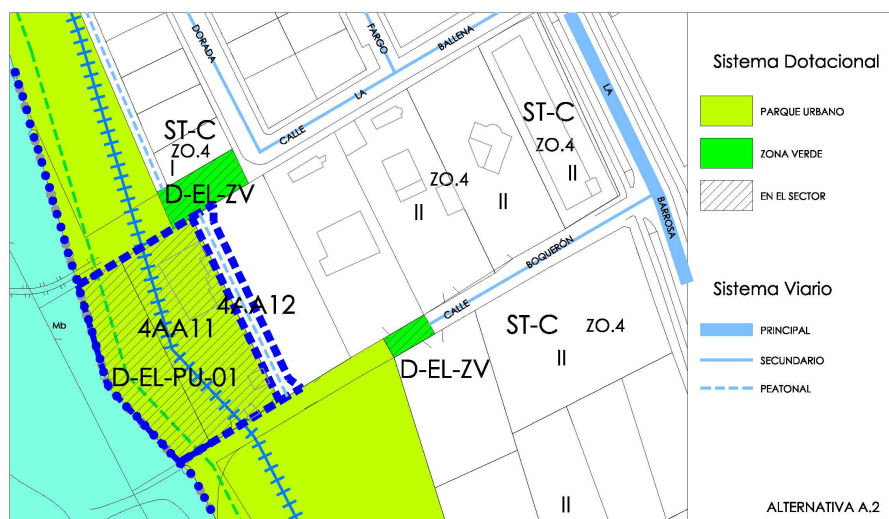 DORADA
FARGO
BALLENA
LA
CALLE
ST-C
ZO.4
I
D-EL-ZV
ST-C
ZO.4
II
ZO.4
II
II
LA
BARROSA
BOQUERÓN
CALLE
4AA12
4AA11
Mb
D-EL-PU-01
D-EL-ZV
ST-C
ZO.4
II
II
Sistema Dotacional
PARQUE URBANO
ZONA VERDE
EN EL SECTOR
Sistema Viario
PRINCIPAL
SECUNDARIO
PEATONAL
ALTERNATIVA A.2